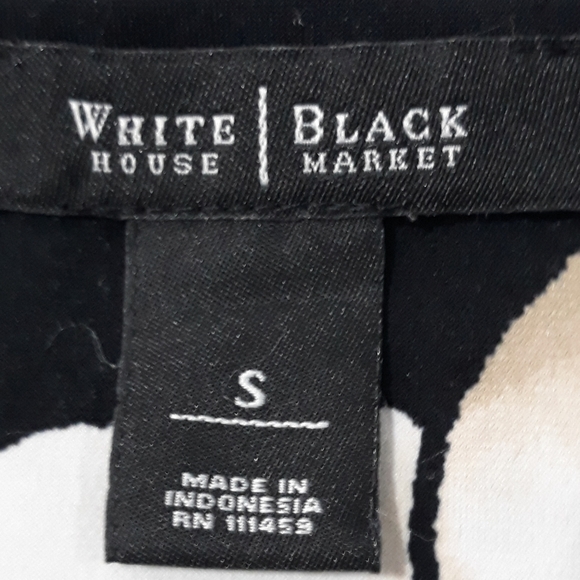 WHITE | BLACK
HOUSE | MARKET
S
MADE IN
INDONESIA
RN 111459